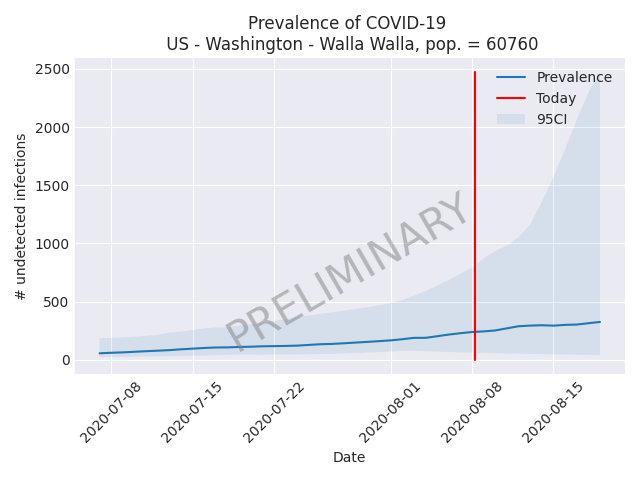 Prevalence of COVID-19
US - Washington - Walla Walla, pop. = 60760
2500
2000
1500
1000
500
0
# undetected infections
Prevalence
Today
95CI
PRELIMINARY
2020-07-08
2020-07-15
2020-07-22
2020-08-01
2020-08-08
2020-08-15
Date